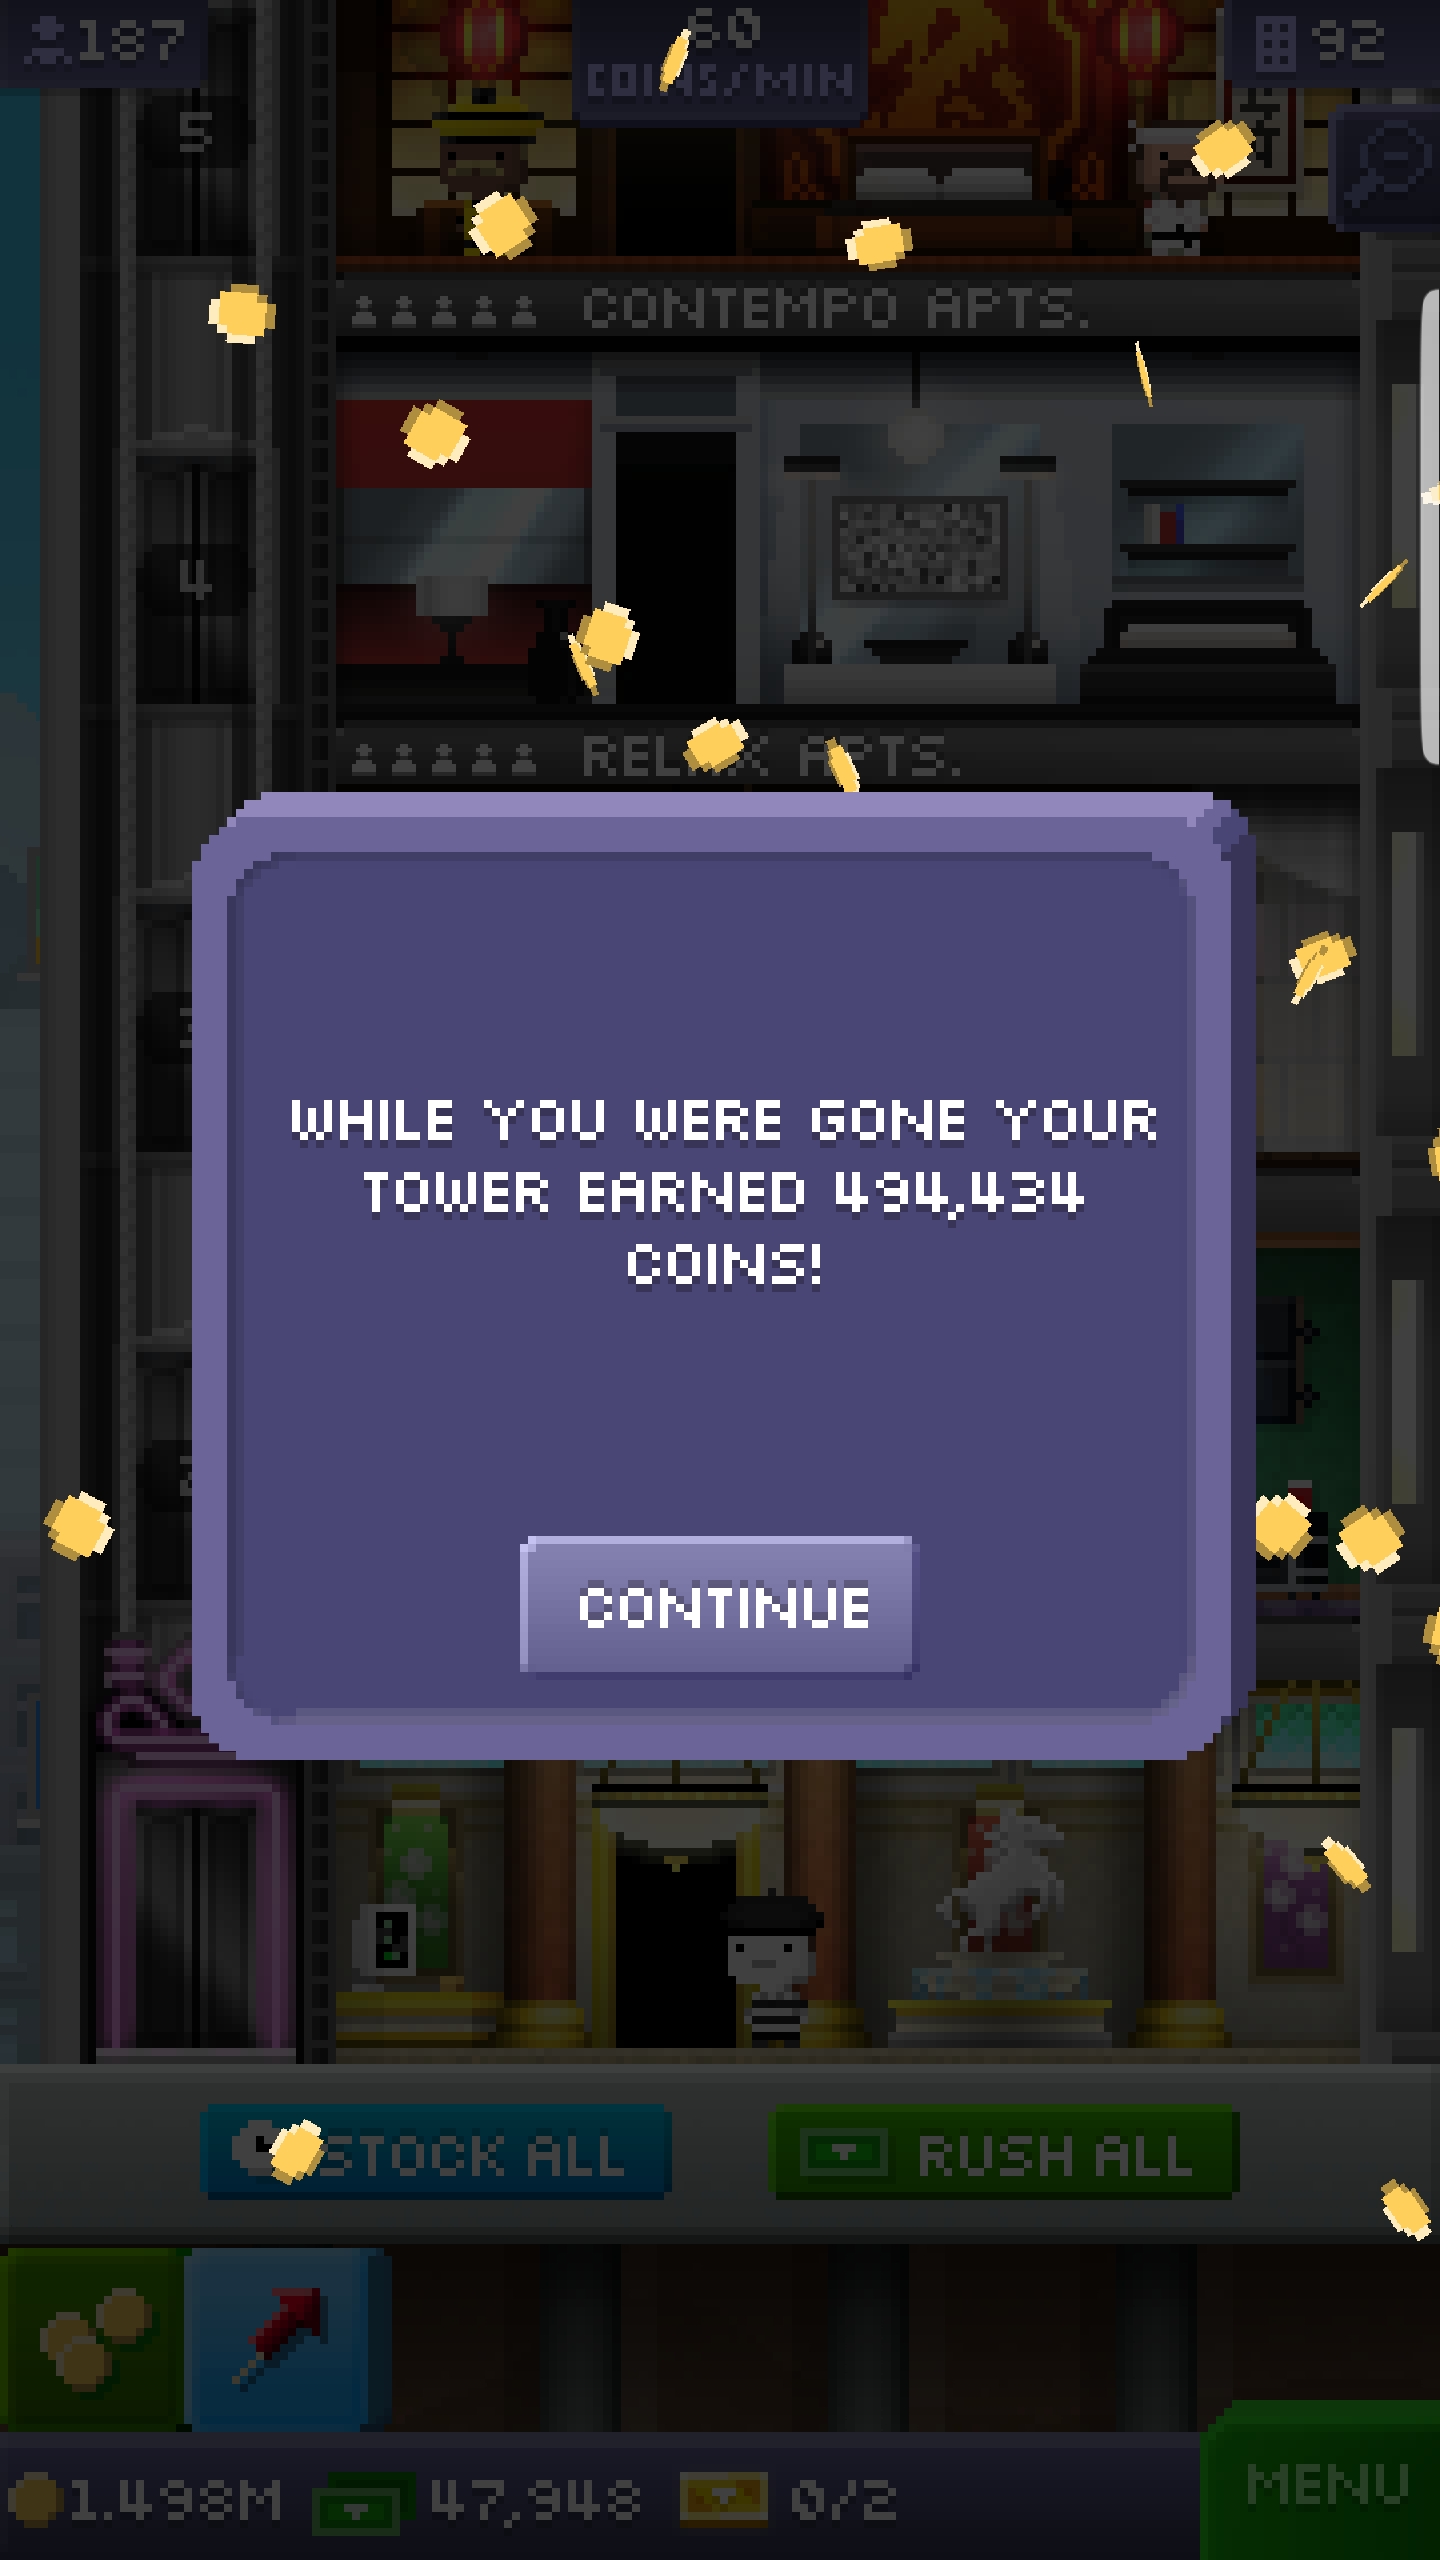 187
60
COINS/MIN
92
5
CONTEMPO APTS.
4
RELAX APTS.
WHILE YOU WERE GONE YOUR
TOWER EARNED 494,434
COINS!
CONTINUE
STOCK ALL
RUSH ALL
1.498M
47,948
0/2
MENU